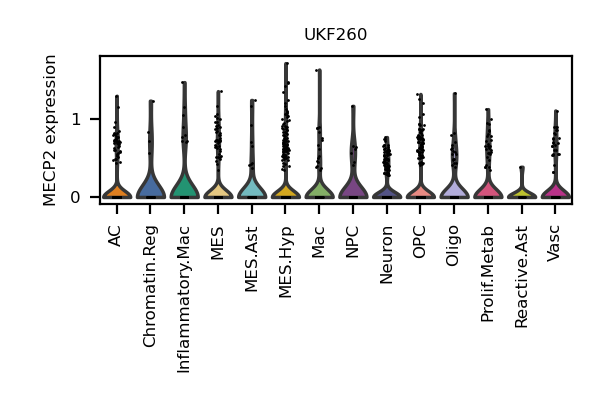 UKF260
MECP2 expression
1
0
AC
Chromatin.Reg
Inflammatory.Mac
MES
MES.Ast
MES.Hyp
Mac
NPC
Neuron
OPC
Oligo
Prolif.Metab
Reactive.Ast
Vasc